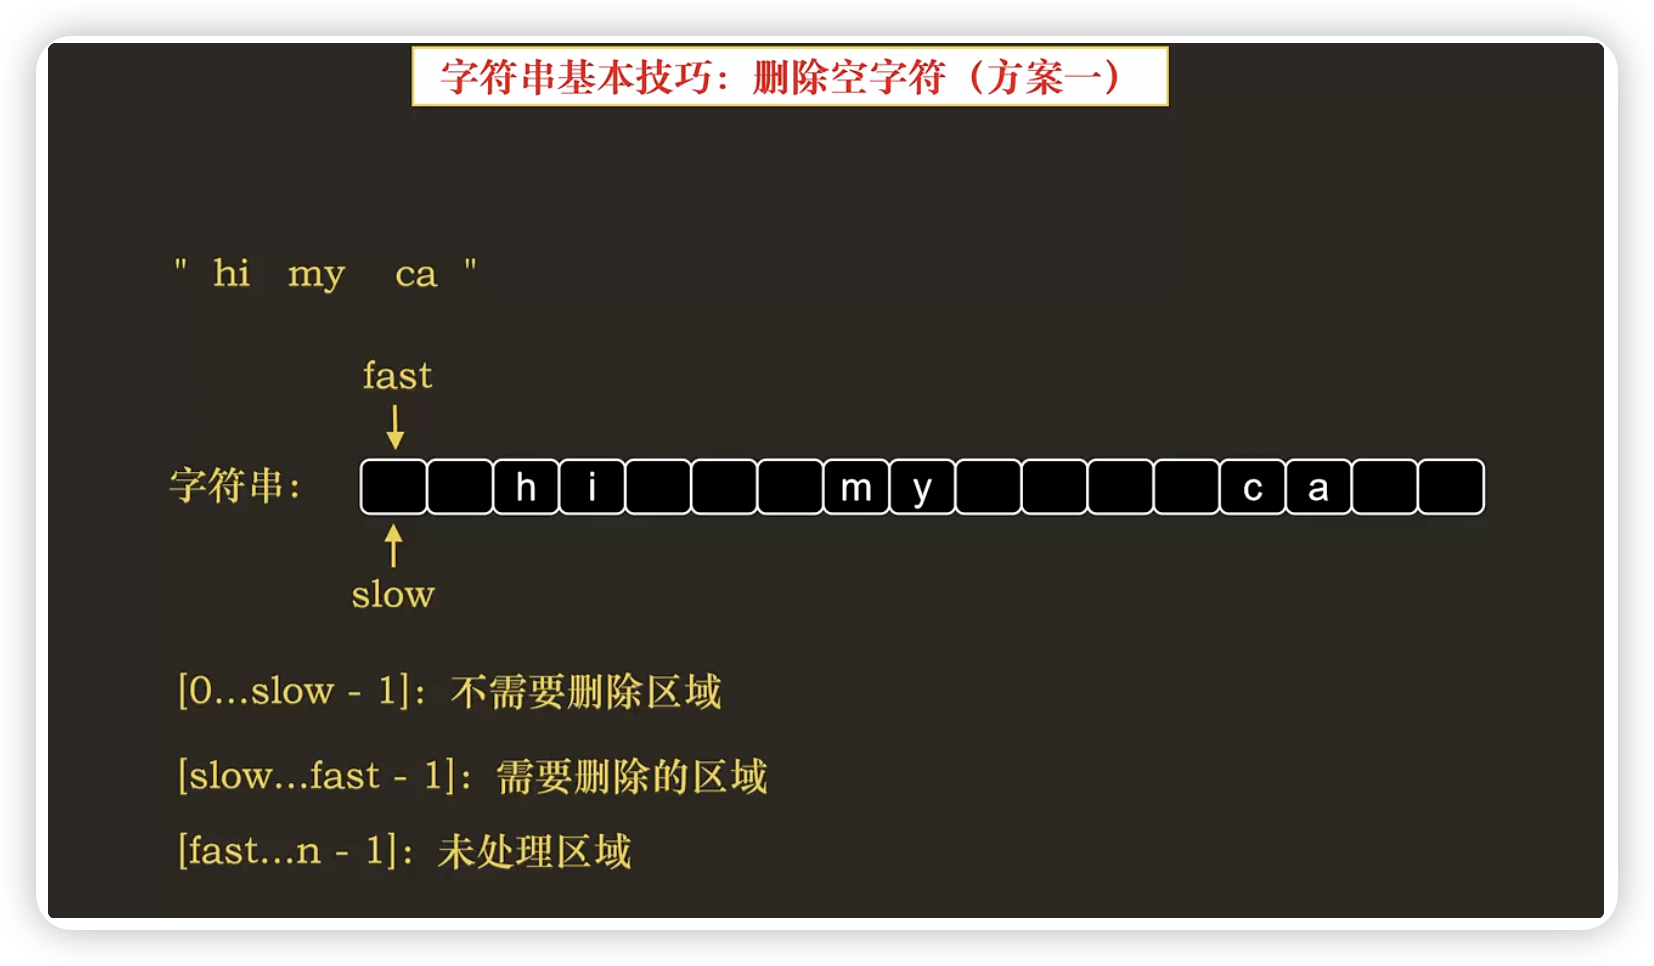 字符串基本技巧：删除空字符（方案一）
" hi my ca "
fast
字符串： h i m y c a
slow
[0...slow - 1]：不需要删除区域
[slow...fast - 1]：需要删除的区域
[fast...n - 1]：未处理区域